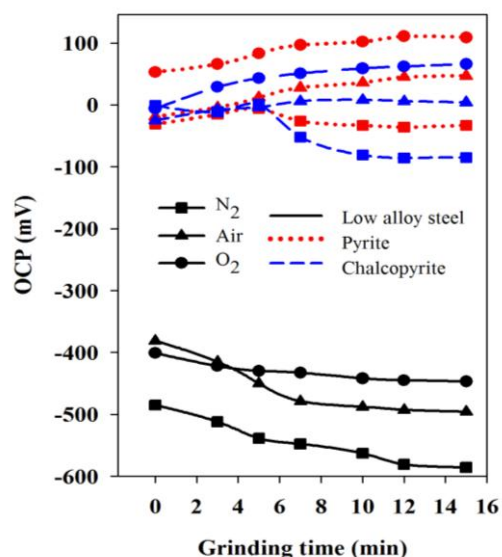 OCP (mV)
100
0
-100
-200
-300
-400
-500
-600
N2
Air
O2
Low alloy steel
Pyrite
Chalcopyrite
0 2 4 6 8 10 12 14 16
Grinding time (min)